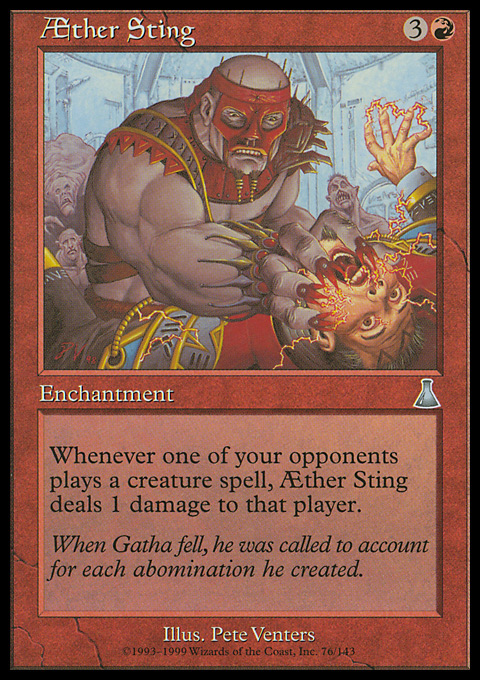 Æther Sting 3
Enchantment
Whenever one of your opponents
plays a creature spell, Æther Sting
deals 1 damage to that player.
When Gatha fell, he was called to account
for each abomination he created.
Illus. Pete Venters
©1993–1999 Wizards of the Coast, Inc. 76/143